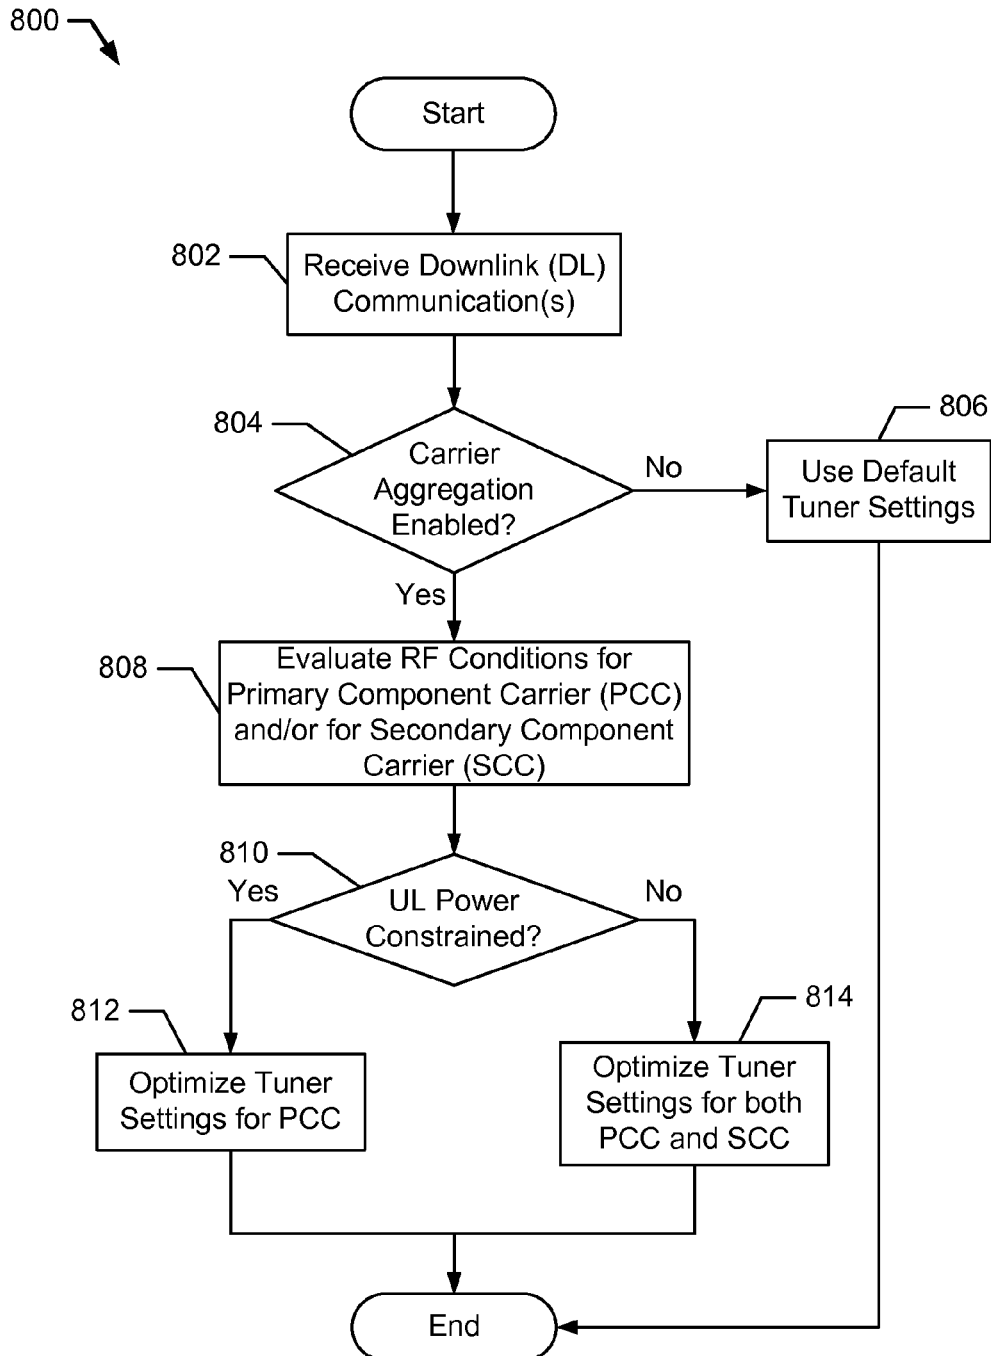 800
Start
802
Receive Downlink (DL)
Communication(s)
804
Carrier
Aggregation
Enabled?
No
806
Use Default
Tuner Settings
Yes
808
Evaluate RF Conditions for
Primary Component Carrier (PCC)
and/or for Secondary Component
Carrier (SCC)
810
Yes
UL Power
Constrained?
No
812
Optimize Tuner
Settings for PCC
814
Optimize Tuner
Settings for both
PCC and SCC
End